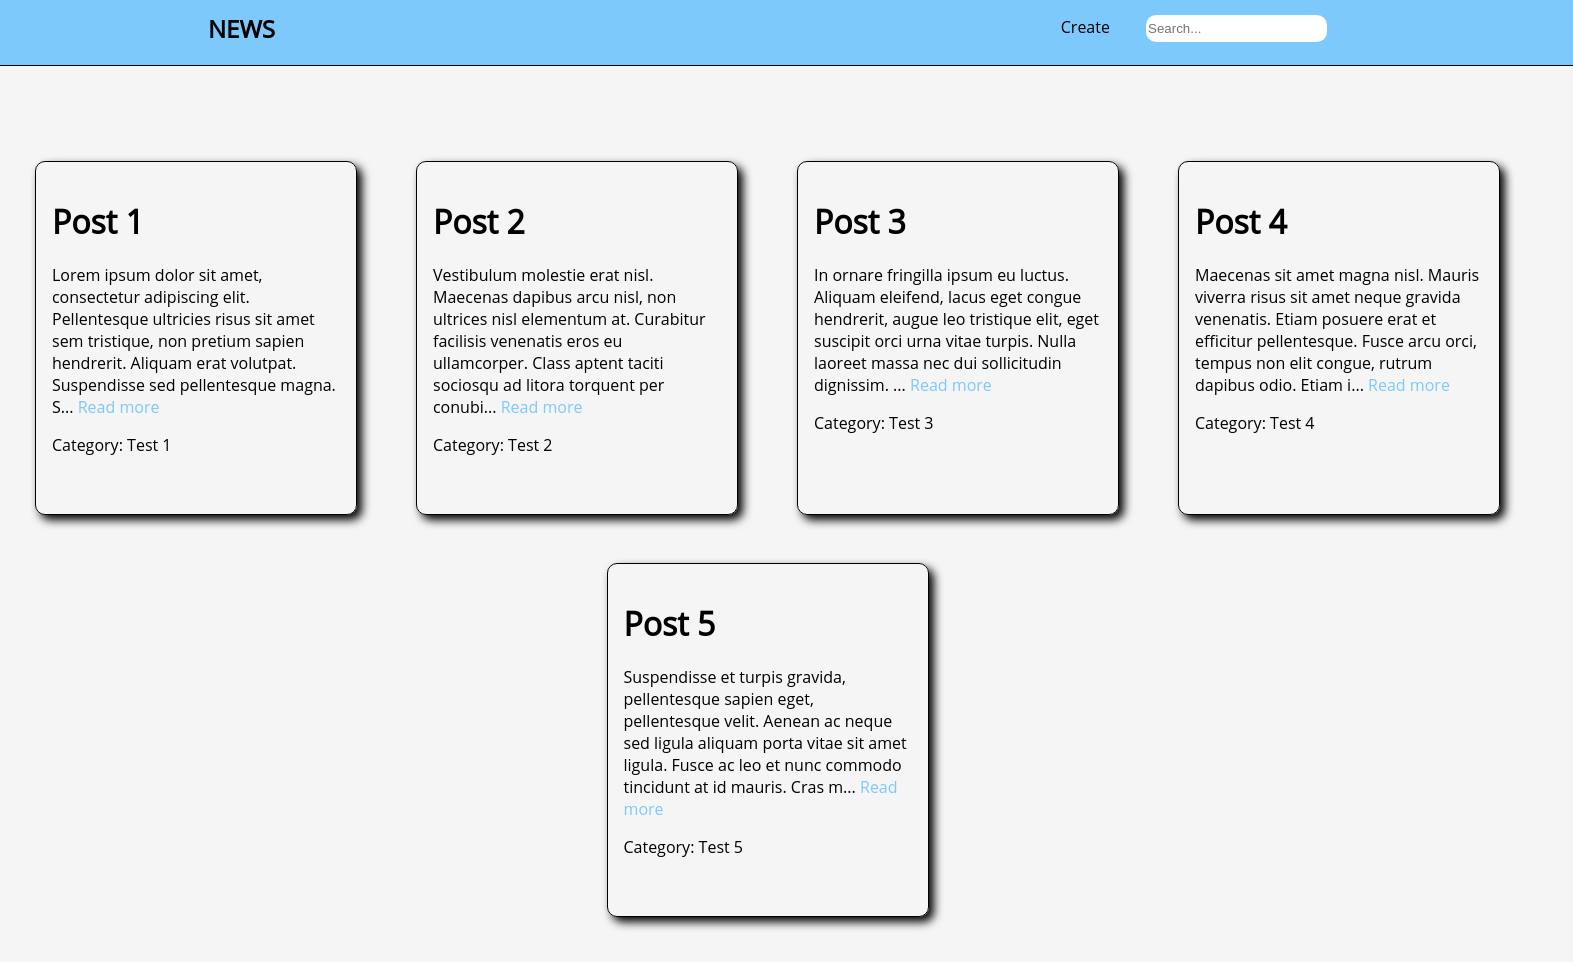 NEWS
Create
Search...
Post 1
Lorem ipsum dolor sit amet,
consectetur adipiscing elit.
Pellentesque ultricies risus sit amet
sem tristique, non pretium sapien
hendrerit. Aliquam erat volutpat.
Suspendisse sed pellentesque magna.
S... Read more
Category: Test 1
Post 2
Vestibulum molestie erat nisl.
Maecenas dapibus arcu nisl, non
ultrices nisl elementum at. Curabitur
facilisis venenatis eros eu
ullamcorper. Class aptent taciti
sociosqu ad litora torquent per
conubi... Read more
Category: Test 2
Post 3
In ornare fringilla ipsum eu luctus.
Aliquam eleifend, lacus eget congue
hendrerit, augue leo tristique elit, eget
suscipit orci urna vitae turpis. Nulla
laoreet massa nec dui sollicitudin
dignissim. ... Read more
Category: Test 3
Post 4
Maecenas sit amet magna nisl. Mauris
viverra risus sit amet neque gravida
venenatis. Etiam posuere erat et
efficitur pellentesque. Fusce arcu orci,
tempus non elit congue, rutrum
dapibus odio. Etiam i... Read more
Category: Test 4
Post 5
Suspendisse et turpis gravida,
pellentesque sapien eget,
pellentesque velit. Aenean ac neque
sed ligula aliquam porta vitae sit amet
ligula. Fusce ac leo et nunc commodo
tincidunt at id mauris. Cras m... Read
more
Category: Test 5